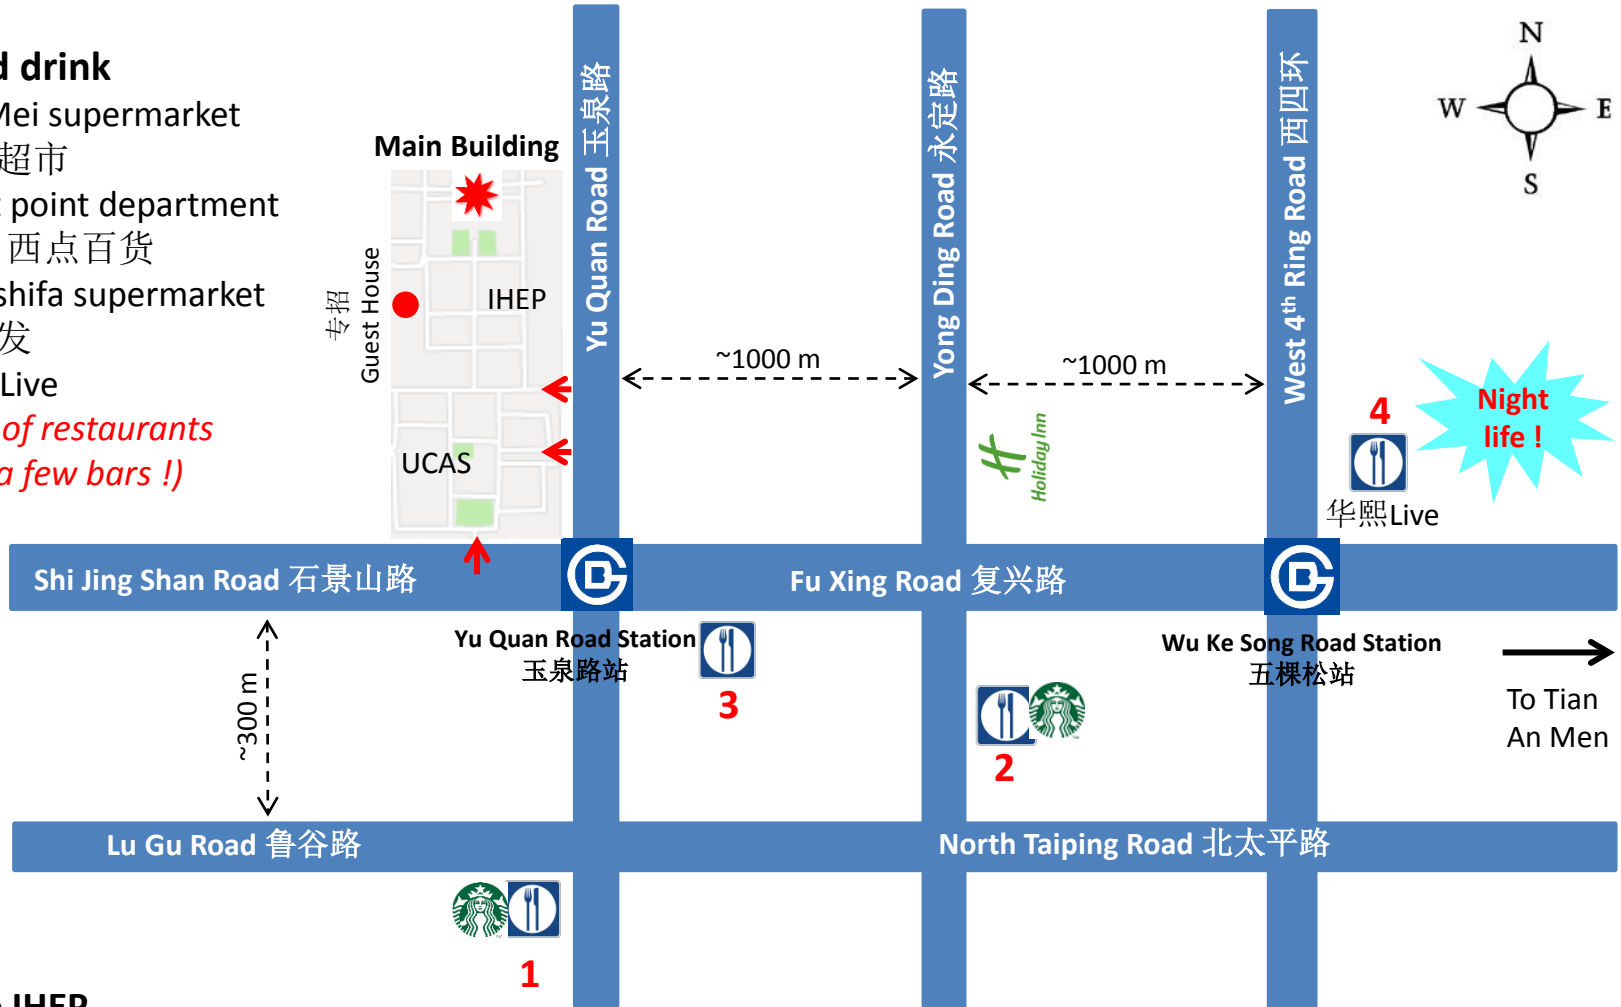 d drink
Mei supermarket
超市
point department
西点百货
shifa supermarket
发
Live
of restaurants
a few bars !)
Main Building
专招
Guest House
IHEP
UCAS
Yu Quan Road 玉泉路
Yong Ding Road 永定路
West 4th Ring Road 西四环
N
W
E
S
~1000 m
~1000 m
Holiday Inn
4
Night
life !
华熙Live
Shi Jing Shan Road 石景山路
Fu Xing Road 复兴路
Yu Quan Road Station
玉泉路站
3
Wu Ke Song Road Station
五棵松站
To Tian
An Men
~300 m
2
Lu Gu Road 鲁谷路
North Taiping Road 北太平路
1
IHEP